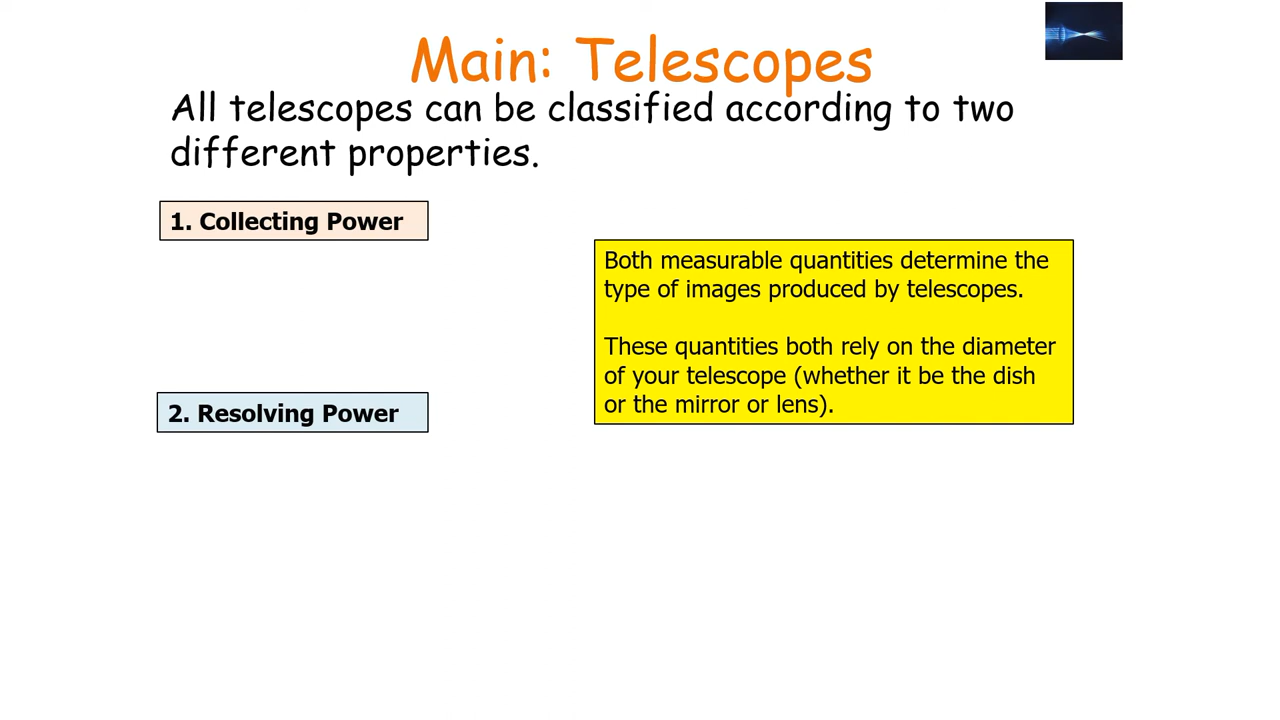 Main: Telescopes
All telescopes can be classified according to two
different properties.
1. Collecting Power
Both measurable quantities determine the
type of images produced by telescopes.
These quantities both rely on the diameter
of your telescope (whether it be the dish
or the mirror or lens).
2. Resolving Power